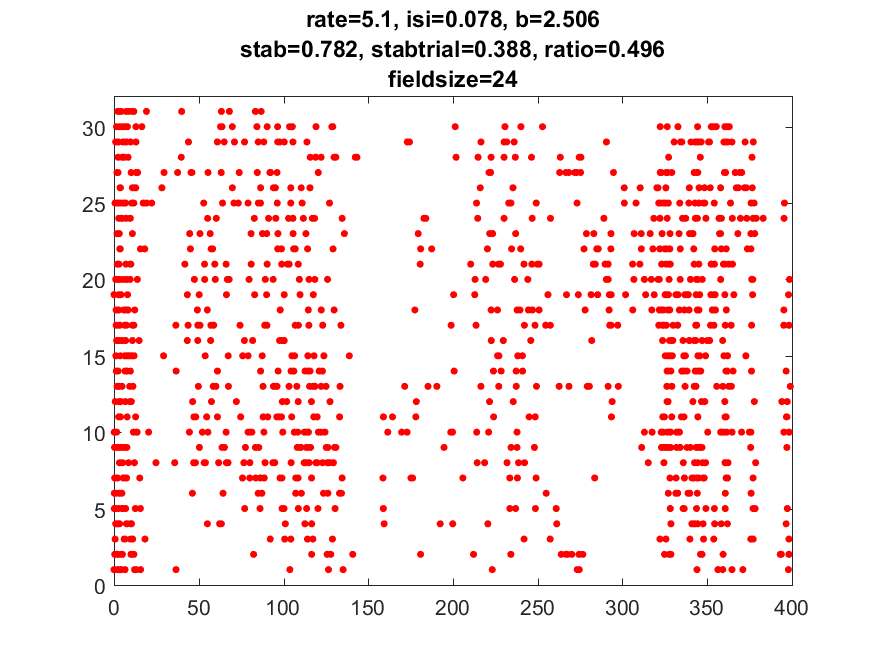 rate=5.1, isi=0.078, b=2.506
stab=0.782, stabtrial=0.388, ratio=0.496
fieldsize=24
30
25
20
15
10
5
0
0 50 100 150 200 250 300 350 400